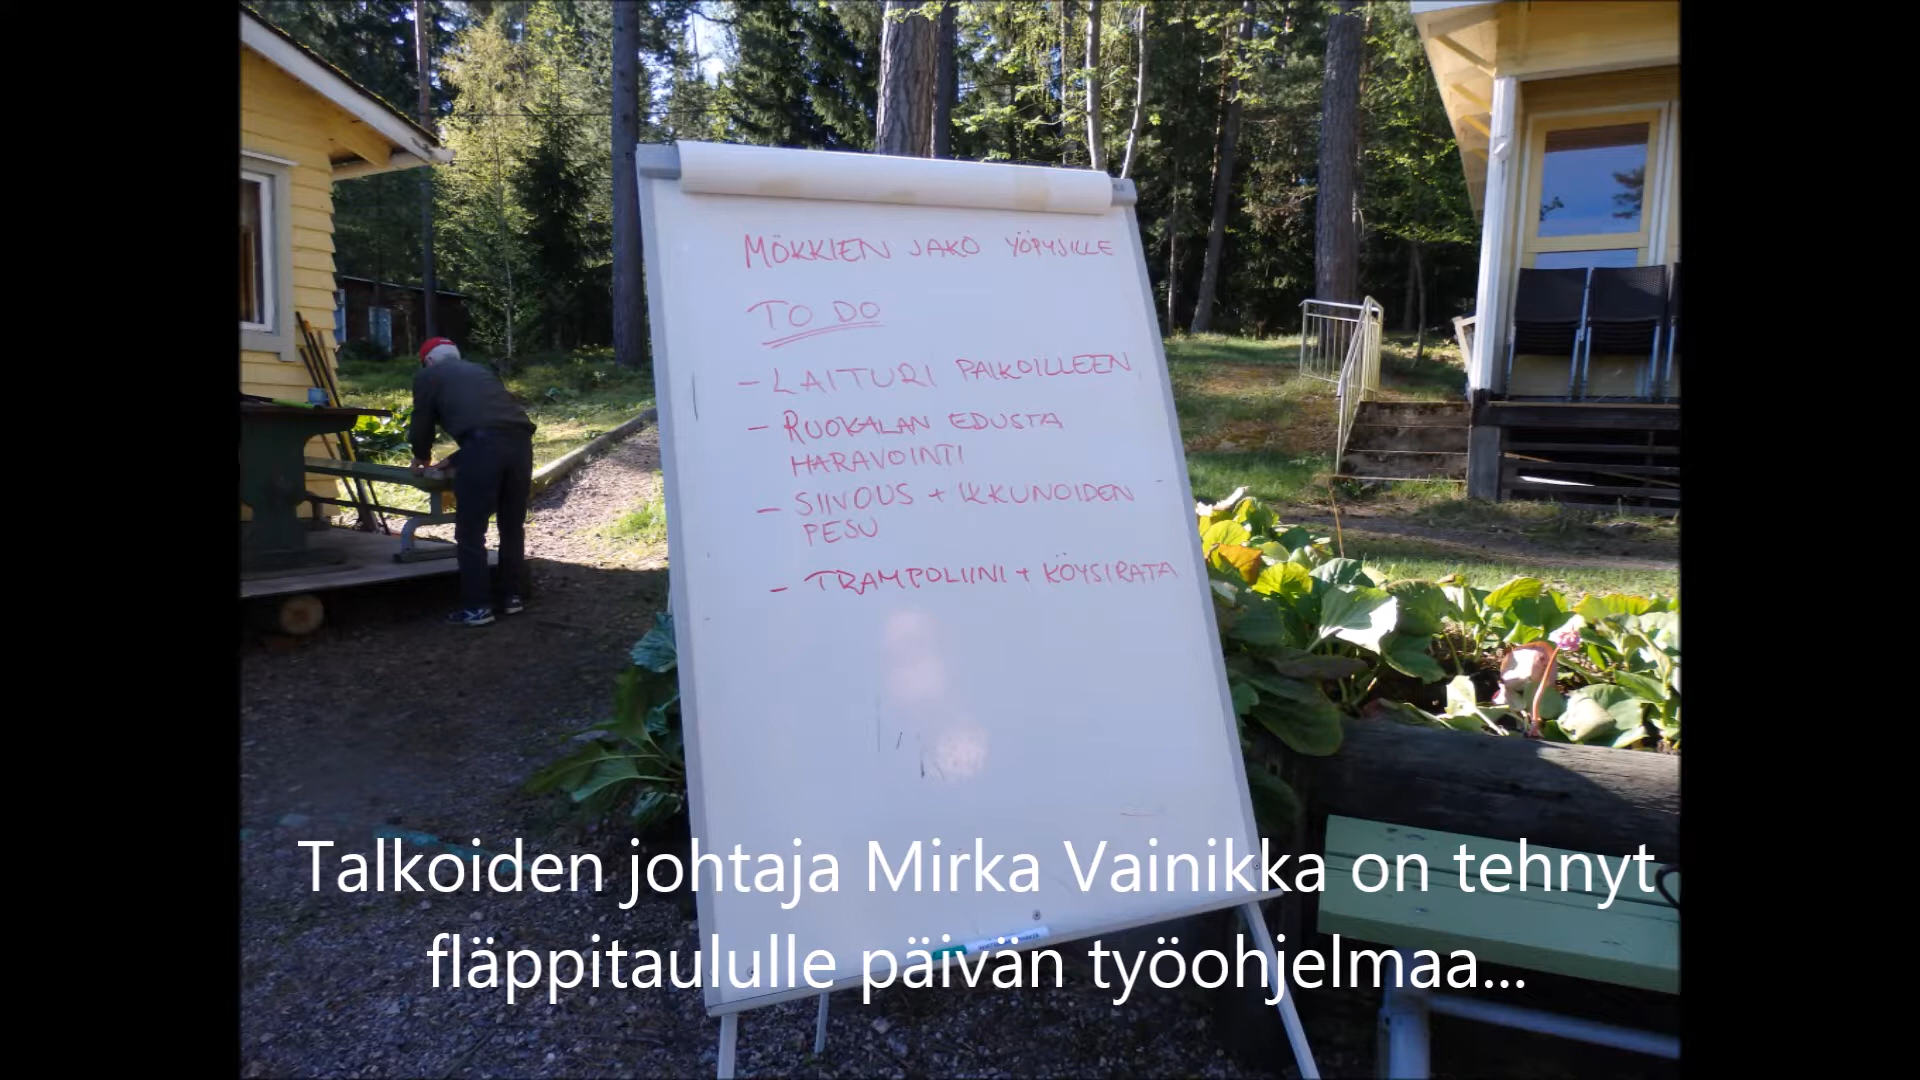 MÖKKIEN JAKO YÖPYJILLE
TO DO
- LAITURI PAIKOILLEEN
- RUOKALAN EDUSTA
HARAVOINTI
- SIIVOUS + IKKUNOIDEN
PESU
- TRAMPOLIINI + KÖYSIRATA
Talkoiden johtaja Mirka Vainikka on tehnyt
fläppitaululle päivän työohjelmaa...